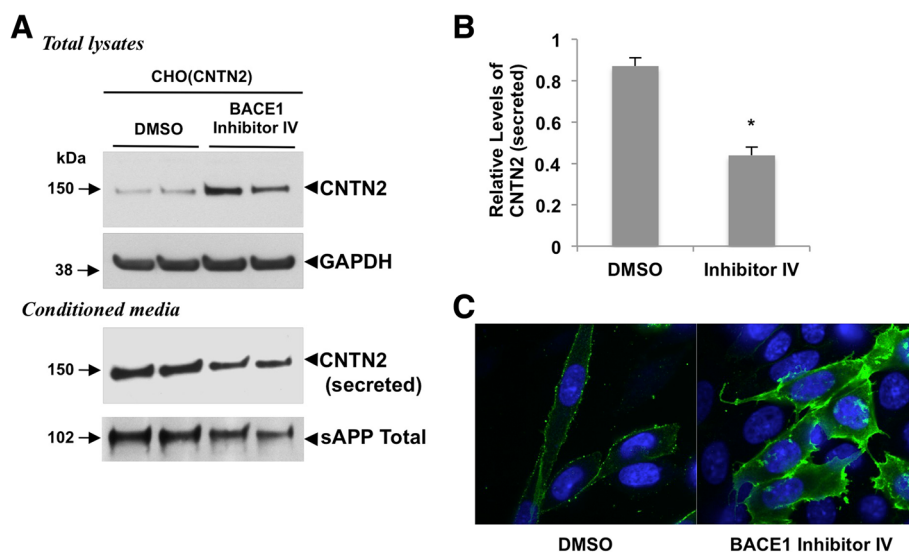 A
Total lysates
CHO(CNTN2)
DMSO
BACE1
Inhibitor IV
kDa
150
CNTN2
GAPDH
38
Conditioned media
150
CNTN2
(secreted)
102
sAPP Total
B
Relative Levels of
CNTN2 (secreted)
1
0.8
0.6
0.4
0.2
0
*
DMSO
Inhibitor IV
C
DMSO
BACE1 Inhibitor IV